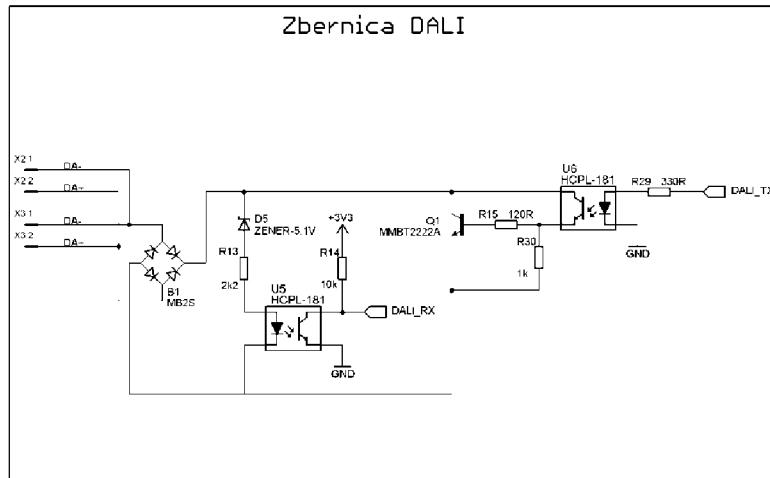 Zbernica DALI
X2.1 DA-
X2.2 DA+
X3.1 DA-
X3.2 DA+
B1
MB2S
D5
ZENER-5.1V
R13
2k2
+3V3
R14
10k
U5
HCPL-181
DALI_RX
GND
Q1
MMBT2222A
R15 120R
R30
1k
U6
HCPL-181
R29 330R
DALI_TX
GND